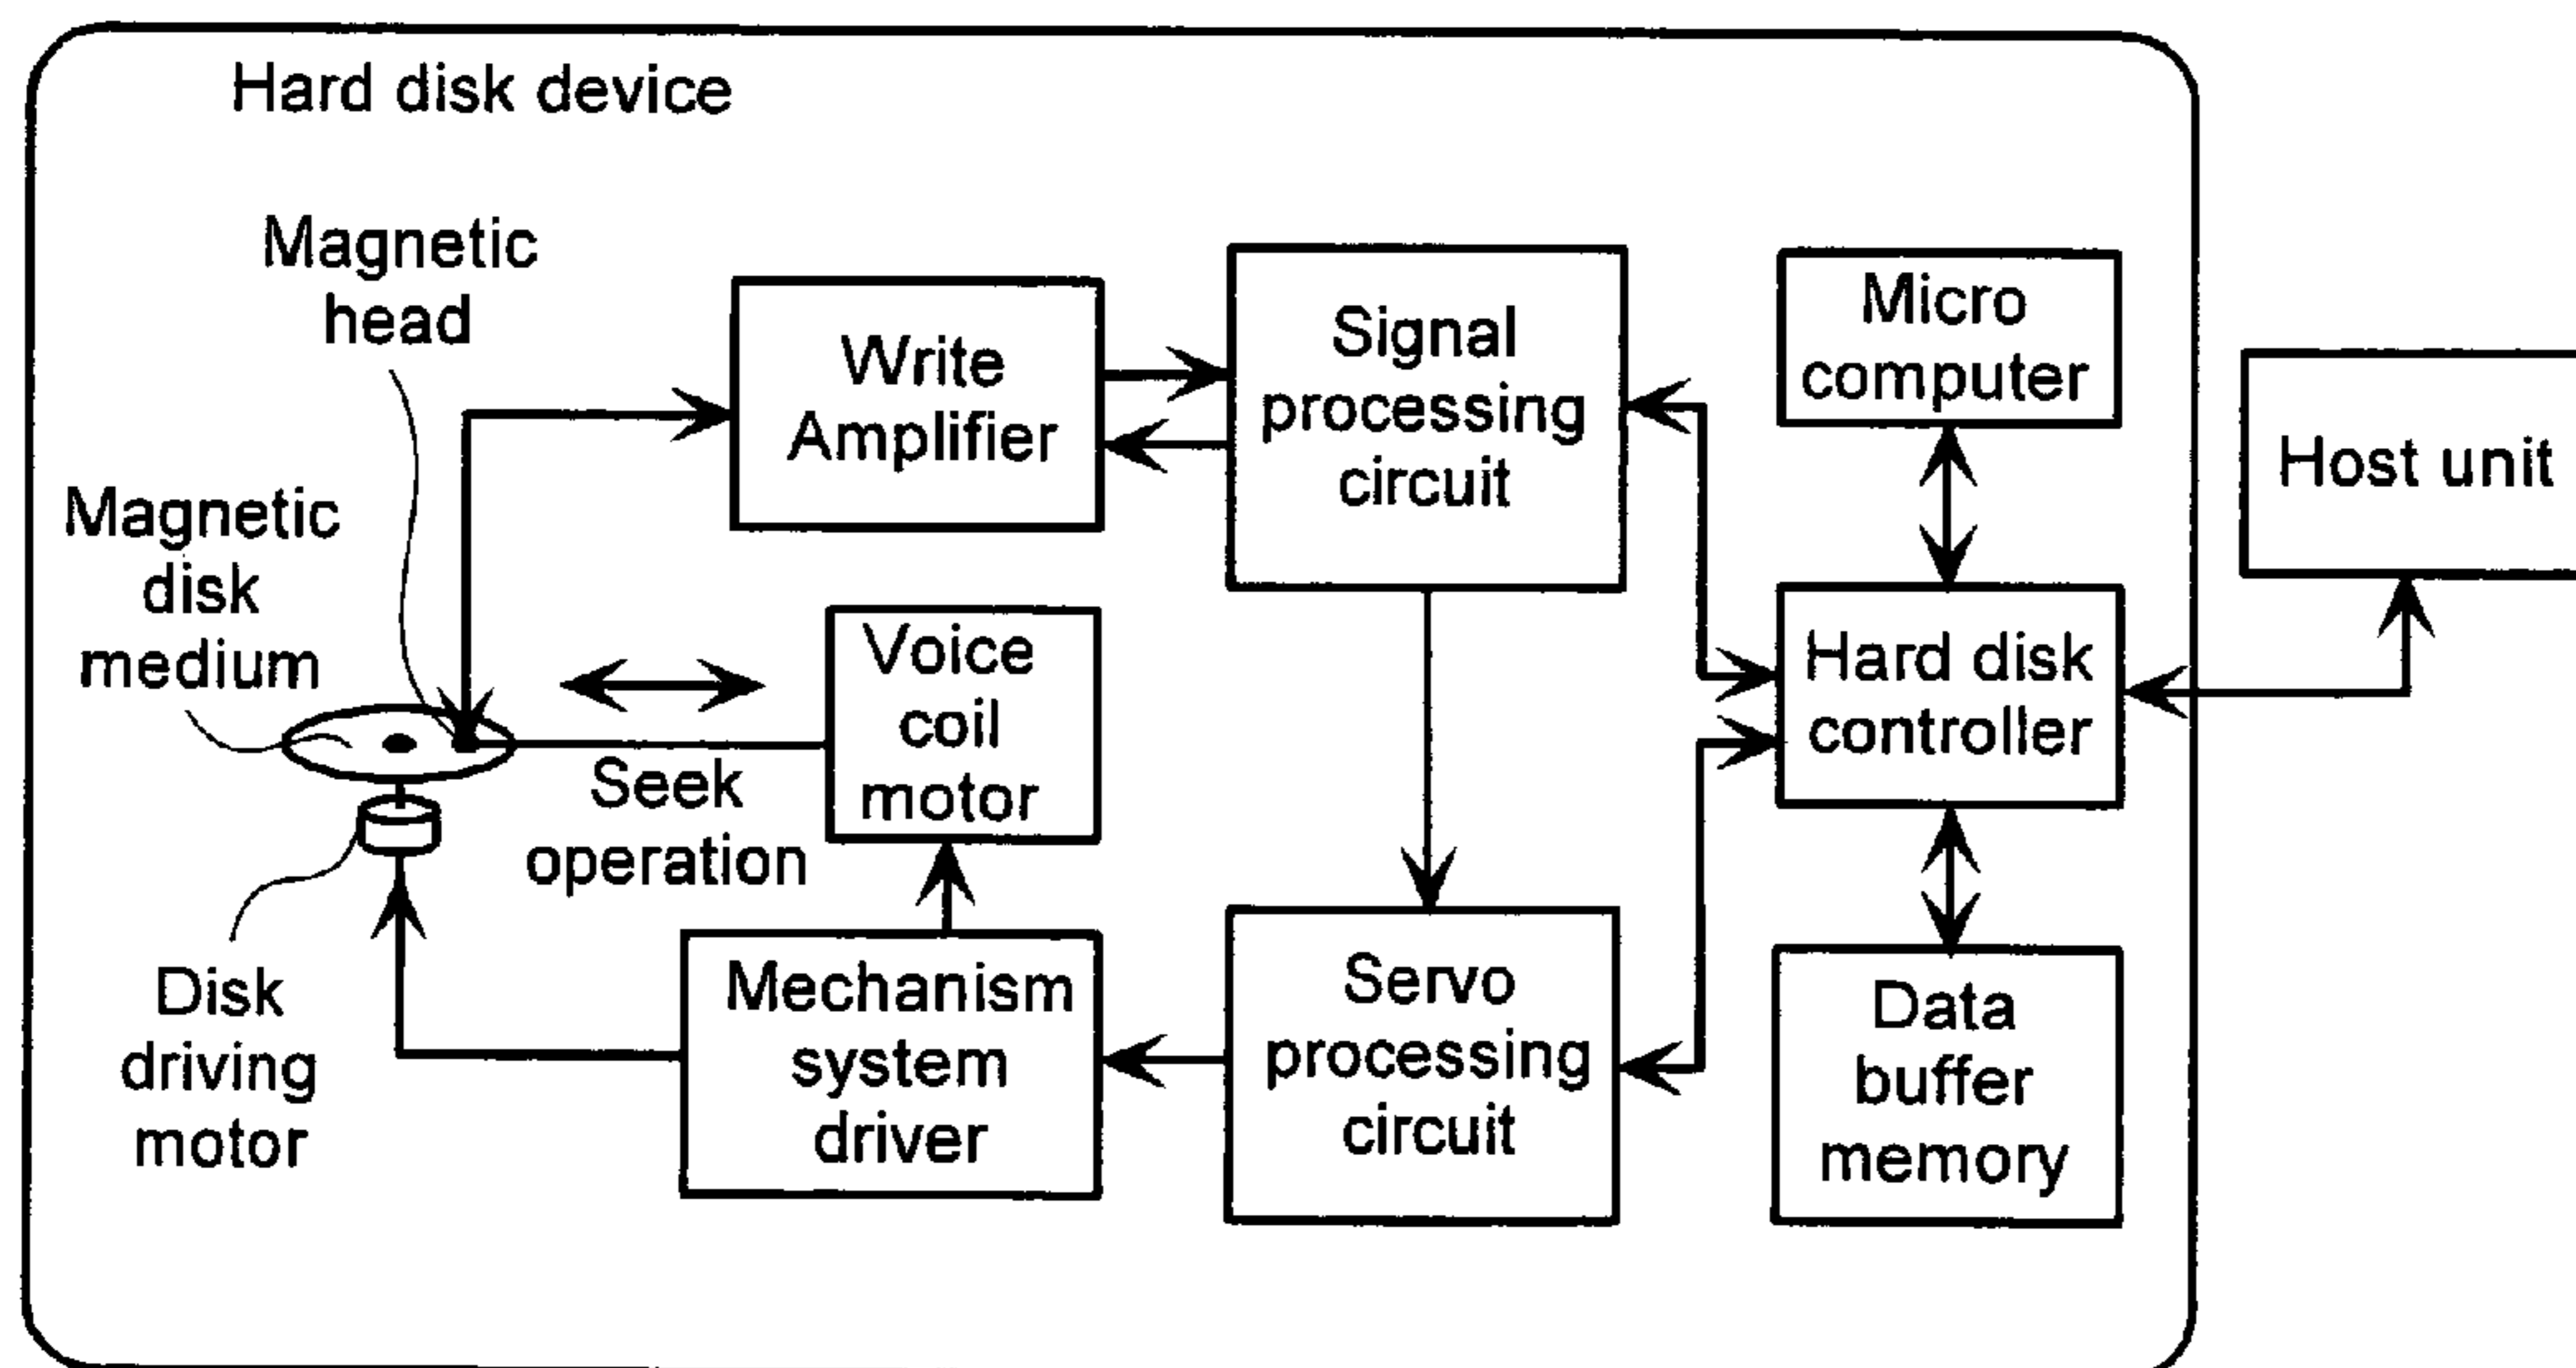 Hard disk device
Magnetic
head
Write
Amplifier
Signal
processing
circuit
Micro
computer
Host unit
Magnetic
disk
medium
Voice
coil
motor
Hard disk
controller
Seek
operation
Disk
driving
motor
Mechanism
system
driver
Servo
processing
circuit
Data
buffer
memory